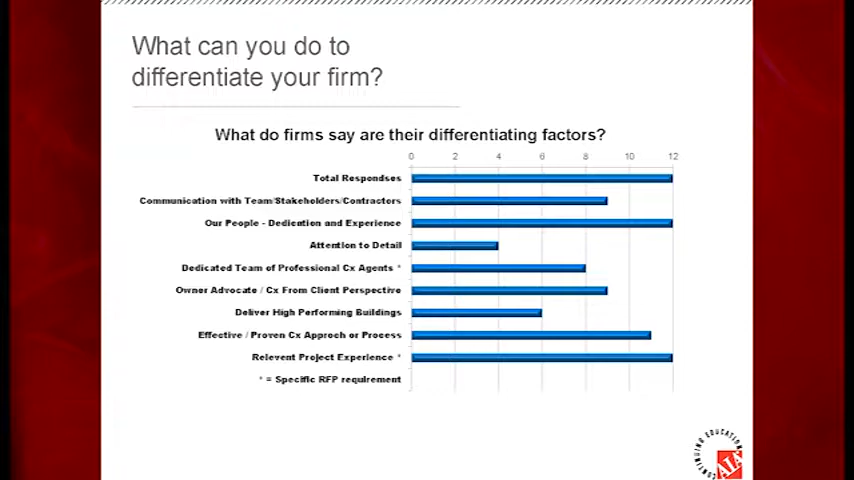 What can you do to
differentiate your firm?
What do firms say are their differentiating factors?
0 2 4 6 8 10 12
Total Respondses
Communication with Team/Stakeholders/Contractors
Our People - Dedication and Experience
Attention to Detail
Dedicated Team of Professional Cx Agents *
Owner Advocate / Cx From Client Perspective
Deliver High Performing Buildings
Effective / Proven Cx Approch or Process
Relevent Project Experience *
* = Specific RFP requirement
CONTINUING EDUCATION
AIA